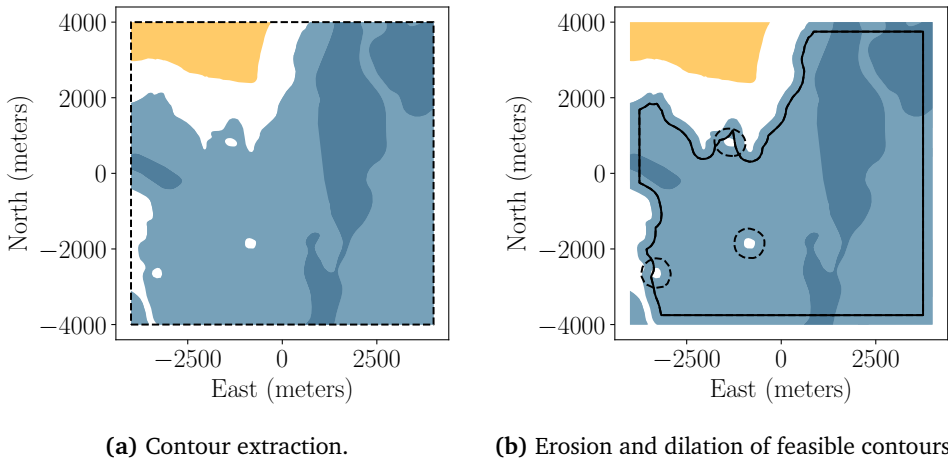 4000
2000
0
−2000
−4000
North (meters)
−2500
0
2500
East (meters)
(a) Contour extraction.
4000
2000
0
−2000
−4000
North (meters)
−2500
0
2500
East (meters)
(b) Erosion and dilation of feasible contours